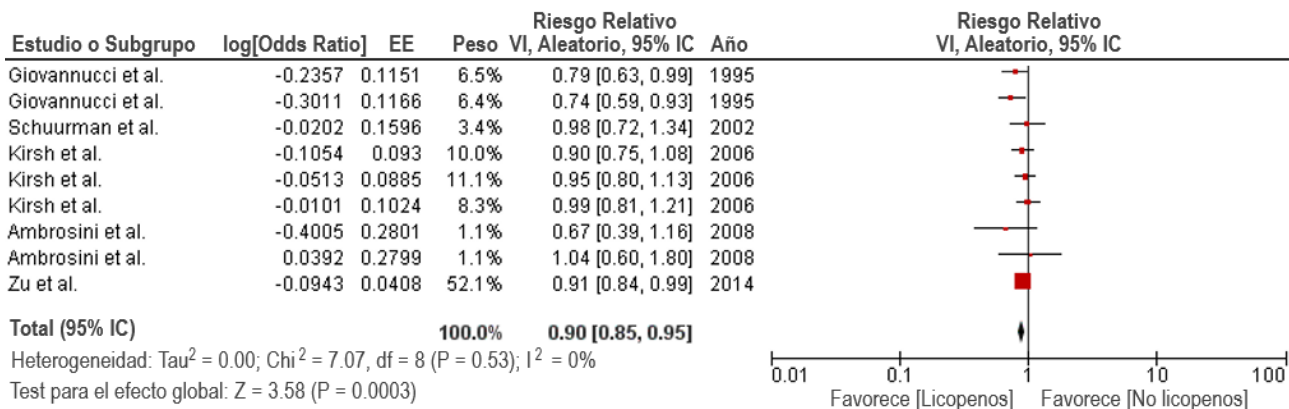 Riesgo Relativo Riesgo Relativo
Estudio o Subgrupo log[Odds Ratio] EE Peso VI, Aleatorio, 95% IC Año VI, Aleatorio, 95% IC
Giovannucci et al. -0.2357 0.1151 6.5% 0.79 [0.63, 0.99] 1995
Giovannucci et al. -0.3011 0.1166 6.4% 0.74 [0.59, 0.93] 1995
Schuurman et al. -0.0202 0.1596 3.4% 0.98 [0.72, 1.34] 2002
Kirsh et al. -0.1054 0.093 10.0% 0.90 [0.75, 1.08] 2006
Kirsh et al. -0.0513 0.0885 11.1% 0.95 [0.80, 1.13] 2006
Kirsh et al. -0.0101 0.1024 8.3% 0.99 [0.81, 1.21] 2006
Ambrosini et al. -0.4005 0.2801 1.1% 0.67 [0.39, 1.16] 2008
Ambrosini et al. 0.0392 0.2799 1.1% 1.04 [0.60, 1.80] 2008
Zu et al. -0.0943 0.0408 52.1% 0.91 [0.84, 0.99] 2014
Total (95% IC) 100.0% 0.90 [0.85, 0.95]
Heterogeneidad: Tau² = 0.00; Chi² = 7.07, df = 8 (P = 0.53); I² = 0%
Test para el efecto global: Z = 3.58 (P = 0.0003)
0.01 0.1 1 10 100
Favorece [Licopenos] Favorece [No licopenos]